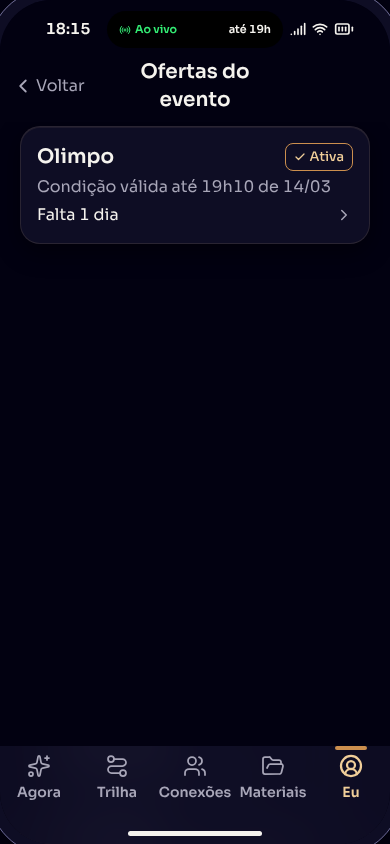 18:15
Ao vivo
até 19h
Voltar
Ofertas do
evento
Olimpo
Ativa
Condição válida até 19h10 de 14/03
Falta 1 dia
Agora
Trilha
Conexões
Materiais
Eu